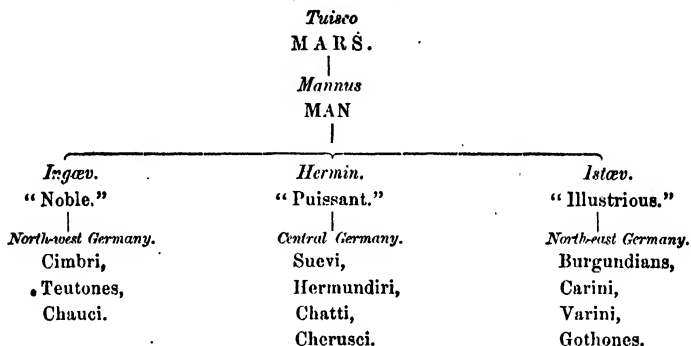 Tuisco
MARS.
Mannus
MAN
Ingæv. Hermin. Istæv.
"Noble." "Puissant." "Illustrious."
North-west Germany. Central Germany. North-east Germany.
Cimbri, Suevi, Burgundians,
Teutones, Hermundiri, Carini,
Chauci. Chatti, Varini,
Cherusci. Gothones.